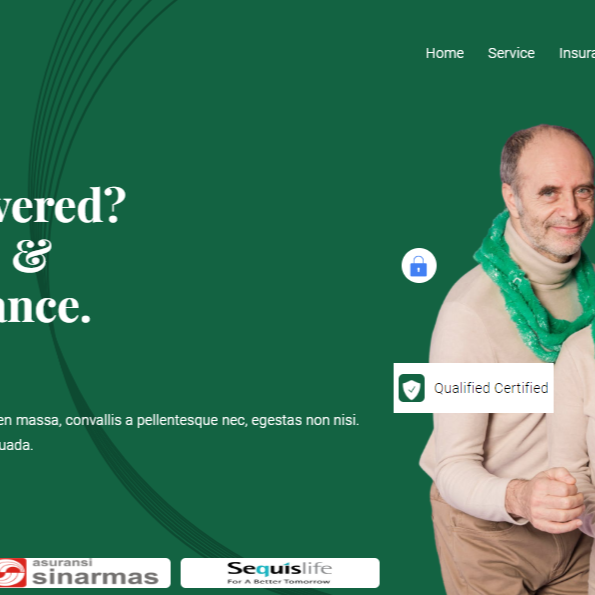 Home Service Insura
vered?
&
ance.
Qualified Certified
en massa, convallis a pellentesque nec, egestas non nisi.
uada.
asuransi
sinarmas
Sequislife
For A Better Tomorrow